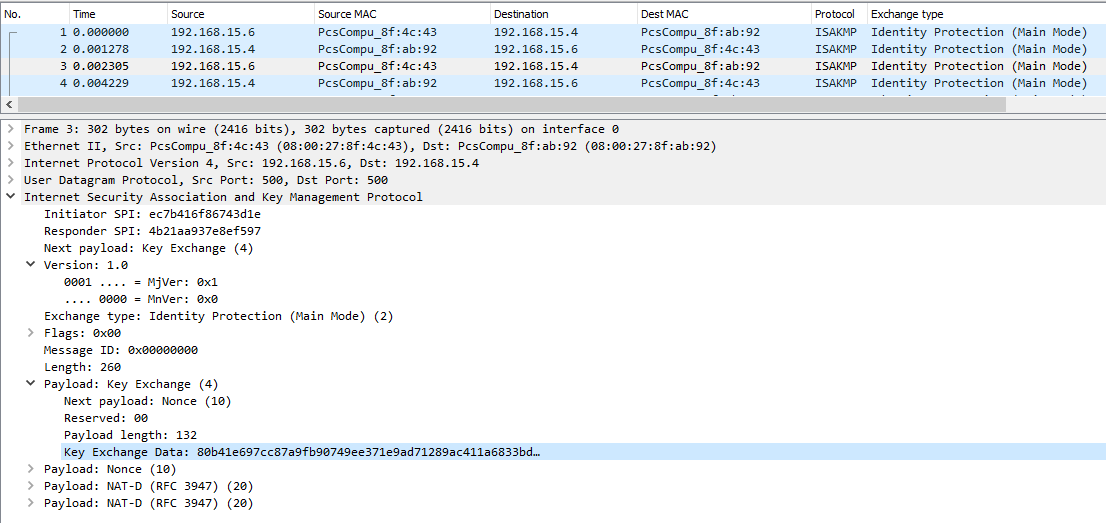 No. Time Source Source MAC Destination Dest MAC Protocol Exchange type
1 0.000000 192.168.15.6 PcsCompu_8f:4c:43 192.168.15.4 PcsCompu_8f:ab:92 ISAKMP Identity Protection (Main Mode)
2 0.001278 192.168.15.4 PcsCompu_8f:ab:92 192.168.15.6 PcsCompu_8f:4c:43 ISAKMP Identity Protection (Main Mode)
3 0.002305 192.168.15.6 PcsCompu_8f:4c:43 192.168.15.4 PcsCompu_8f:ab:92 ISAKMP Identity Protection (Main Mode)
4 0.004229 192.168.15.4 PcsCompu_8f:ab:92 192.168.15.6 PcsCompu_8f:4c:43 ISAKMP Identity Protection (Main Mode)
Frame 3: 302 bytes on wire (2416 bits), 302 bytes captured (2416 bits) on interface 0
Ethernet II, Src: PcsCompu_8f:4c:43 (08:00:27:8f:4c:43), Dst: PcsCompu_8f:ab:92 (08:00:27:8f:ab:92)
Internet Protocol Version 4, Src: 192.168.15.6, Dst: 192.168.15.4
User Datagram Protocol, Src Port: 500, Dst Port: 500
Internet Security Association and Key Management Protocol
Initiator SPI: ec7b416f86743d1e
Responder SPI: 4b21aa937e8ef597
Next payload: Key Exchange (4)
Version: 1.0
0001 .... = MjVer: 0x1
.... 0000 = MnVer: 0x0
Exchange type: Identity Protection (Main Mode) (2)
Flags: 0x00
Message ID: 0x00000000
Length: 260
Payload: Key Exchange (4)
Next payload: Nonce (10)
Reserved: 00
Payload length: 132
Key Exchange Data: 80b41e697cc87a9fb90749ee371e9ad71289ac411a6833bd…
Payload: Nonce (10)
Payload: NAT-D (RFC 3947) (20)
Payload: NAT-D (RFC 3947) (20)